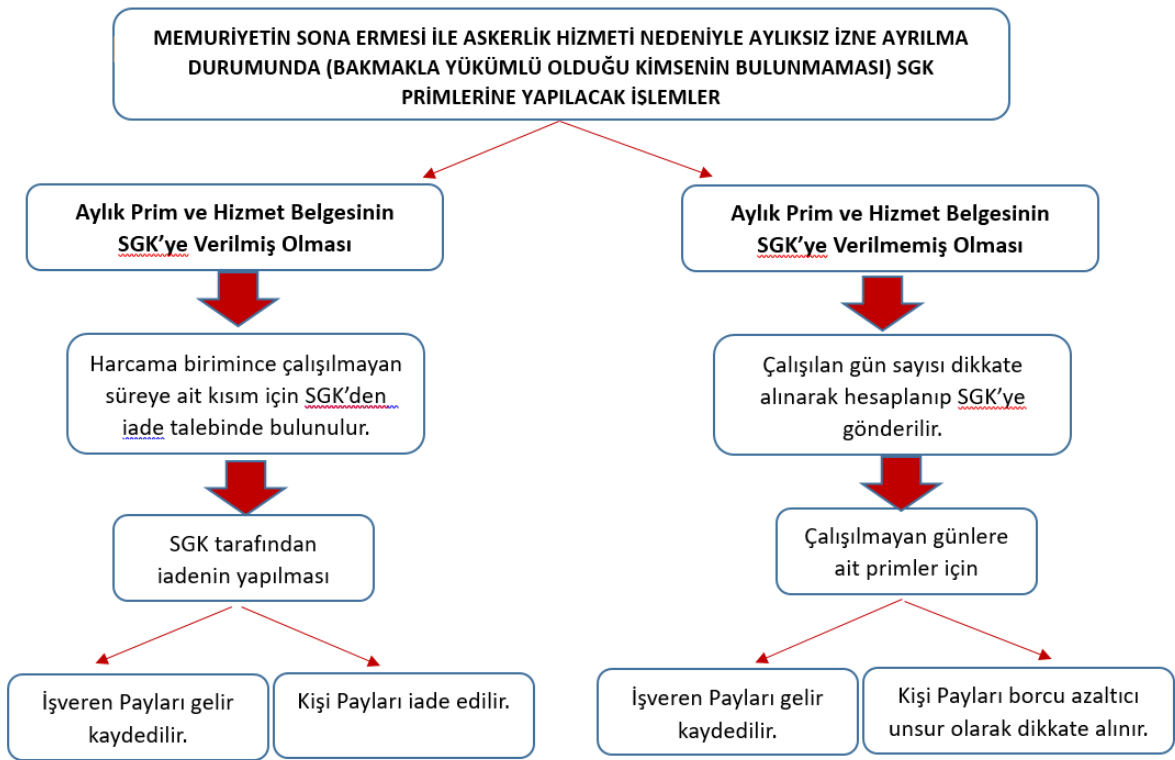 MEMURİYETİN SONA ERMESİ İLE ASKERLİK HİZMETİ NEDENİYLE AYLIKSIZ İZNE AYRILMA
DURUMUNDA (BAKMAKLA YÜKÜMLÜ OLDUĞU KİMSENİN BULUNMAMASI) SGK
PRİMLERİNE YAPILACAK İŞLEMLER
Aylık Prim ve Hizmet Belgesinin
SGK’ye Verilmiş Olması
Harcama birimince çalışılmayan
süreye ait kısım için SGK’den
iade talebinde bulunulur.
SGK tarafından
iadenin yapılması
İşveren Payları gelir
kaydedilir.
Kişi Payları iade edilir.
Aylık Prim ve Hizmet Belgesinin
SGK’ye Verilmemiş Olması
Çalışılan gün sayısı dikkate
alınarak hesaplanıp SGK’ye
gönderilir.
Çalışılmayan günlere
ait primler için
İşveren Payları gelir
kaydedilir.
Kişi Payları borcu azaltıcı
unsur olarak dikkate alınır.